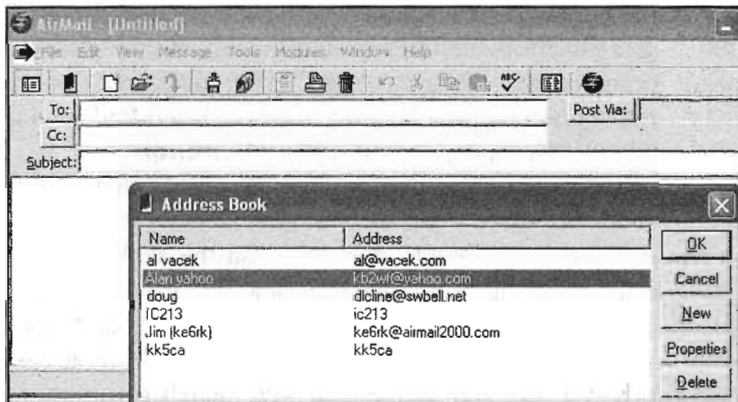 AirMail - [Untitled]
File Edit View Message Tools Modules Window Help
ABC
To: Post Via:
Cc:
Subject:
Address Book
Name Address
al vacek al@vacek.com
Alan yahoo kb2wf@yahoo.com
doug dlcline@swbell.net
IC213 ic213
Jim (ke6rk) ke6rk@airmail2000.com
kk5ca kk5ca
OK
Cancel
New
Properties
Delete